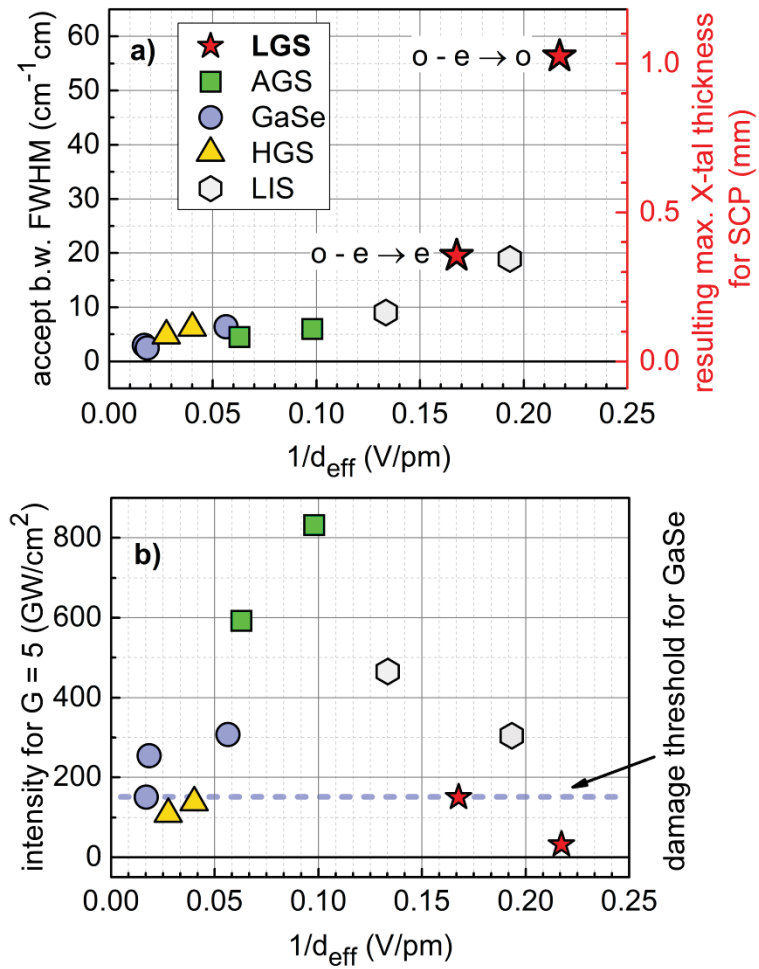 a)
accept b.w. FWHM (cm⁻¹cm)
60
50
40
30
20
10
0
LGS
AGS
GaSe
HGS
LIS
o - e → o
o - e → e
1.0
0.5
0.0
resulting max. X-tal thickness
for SCP (mm)
0.00 0.05 0.10 0.15 0.20 0.25
1/d_eff (V/pm)
b)
intensity for G = 5 (GW/cm²)
800
600
400
200
0
damage threshold for GaSe
0.00 0.05 0.10 0.15 0.20 0.25
1/d_eff (V/pm)